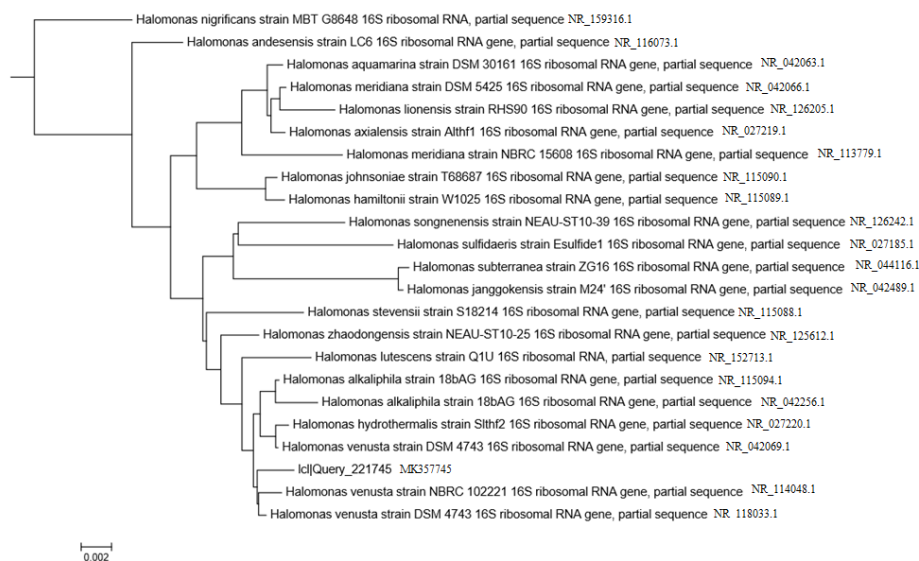 Halomonas nigrificans strain MBT G8648 16S ribosomal RNA, partial sequence NR_159316.1
Halomonas andesensis strain LC6 16S ribosomal RNA gene, partial sequence NR_116073.1
Halomonas aquamarina strain DSM 30161 16S ribosomal RNA gene, partial sequence NR_042063.1
Halomonas meridiana strain DSM 5425 16S ribosomal RNA gene, partial sequence NR_042066.1
Halomonas lionensis strain RHS90 16S ribosomal RNA gene, partial sequence NR_126205.1
Halomonas axialensis strain Althf1 16S ribosomal RNA gene, partial sequence NR_027219.1
Halomonas meridiana strain NBRC 15608 16S ribosomal RNA gene, partial sequence NR_113779.1
Halomonas johnsoniae strain T68687 16S ribosomal RNA gene, partial sequence NR_115090.1
Halomonas hamiltonii strain W1025 16S ribosomal RNA gene, partial sequence NR_115089.1
Halomonas songnenensis strain NEAU-ST10-39 16S ribosomal RNA gene, partial sequence NR_126242.1
Halomonas sulfidaeris strain Esulfide1 16S ribosomal RNA gene, partial sequence NR_027185.1
Halomonas subterranea strain ZG16 16S ribosomal RNA gene, partial sequence NR_044116.1
Halomonas janggokensis strain M24' 16S ribosomal RNA gene, partial sequence NR_042489.1
Halomonas stevensii strain S18214 16S ribosomal RNA gene, partial sequence NR_115088.1
Halomonas zhaodongensis strain NEAU-ST10-25 16S ribosomal RNA gene, partial sequence NR_125612.1
Halomonas lutescens strain Q1U 16S ribosomal RNA, partial sequence NR_152713.1
Halomonas alkaliphila strain 18bAG 16S ribosomal RNA gene, partial sequence NR_115094.1
Halomonas alkaliphila strain 18bAG 16S ribosomal RNA gene, partial sequence NR_042256.1
Halomonas hydrothermalis strain Slthf2 16S ribosomal RNA gene, partial sequence NR_027220.1
Halomonas venusta strain DSM 4743 16S ribosomal RNA gene, partial sequence NR_042069.1
lcl|Query_221745 MK357745
Halomonas venusta strain NBRC 102221 16S ribosomal RNA gene, partial sequence NR_114048.1
Halomonas venusta strain DSM 4743 16S ribosomal RNA gene, partial sequence NR_118033.1
0.002